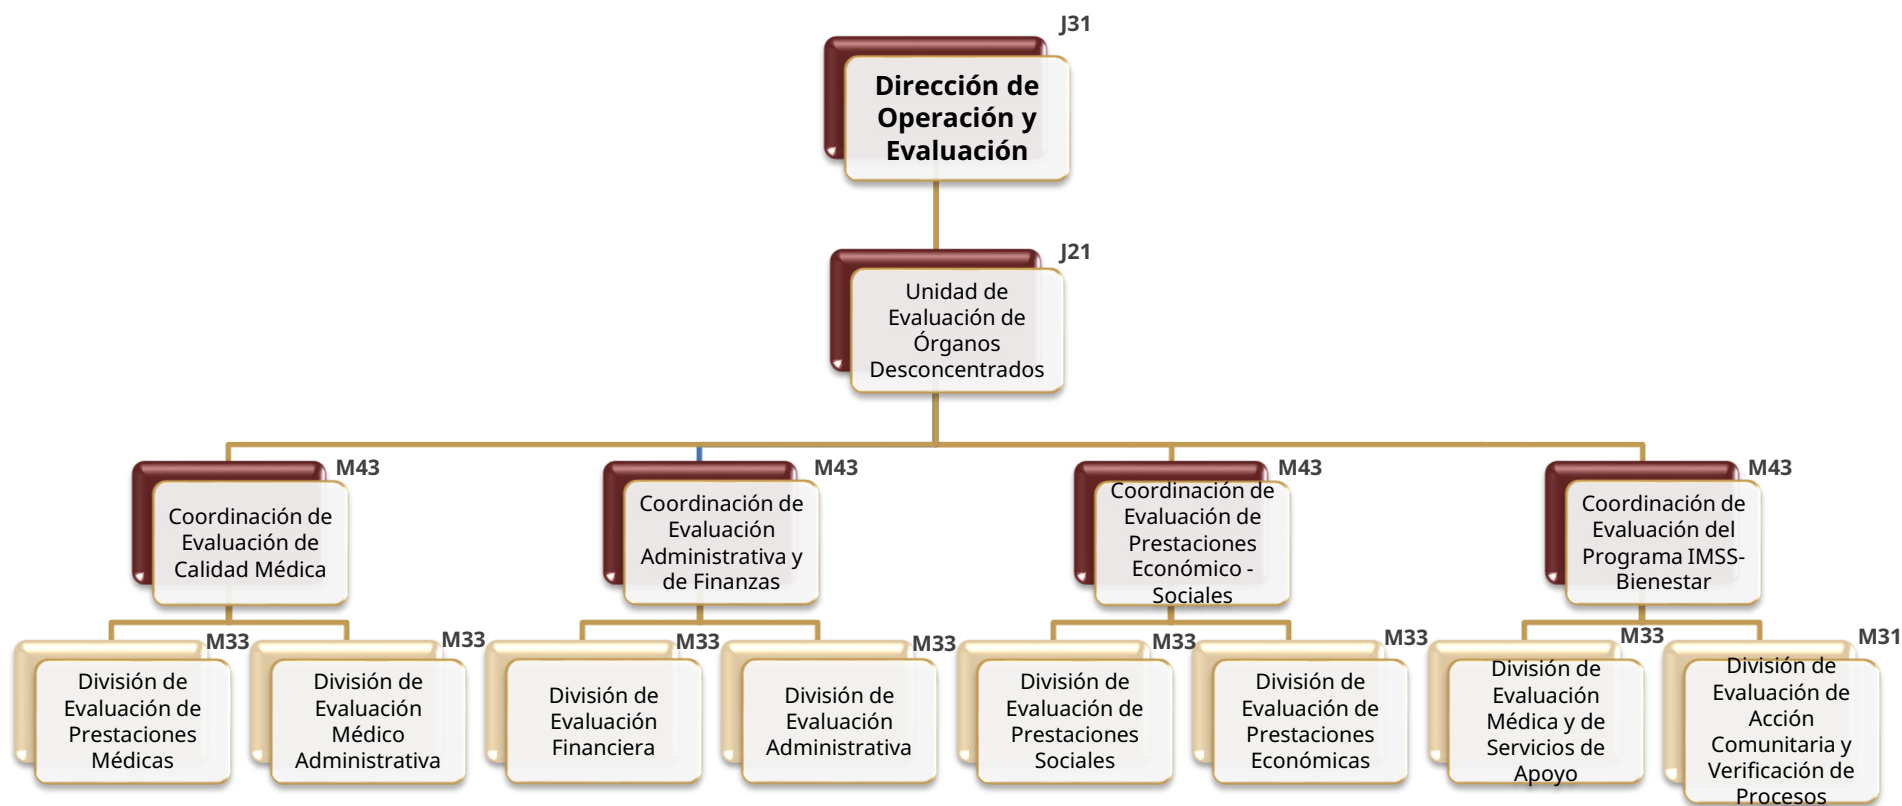 J31
Dirección de
Operación y
Evaluación
J21
Unidad de
Evaluación de
Órganos
Desconcentrados
M43
Coordinación de
Evaluación de
Calidad Médica
M43
Coordinación de
Evaluación
Administrativa y
de Finanzas
M43
Coordinación de
Evaluación de
Prestaciones
Económico -
Sociales
M43
Coordinación de
Evaluación del
Programa IMSS-
Bienestar
M33
División de
Evaluación de
Prestaciones
Médicas
M33
División de
Evaluación
Médico
Administrativa
M33
División de
Evaluación
Financiera
M33
División de
Evaluación
Administrativa
M33
División de
Evaluación de
Prestaciones
Sociales
M33
División de
Evaluación de
Prestaciones
Económicas
M33
División de
Evaluación
Médica y de
Servicios de
Apoyo
M31
División de
Evaluación de
Acción
Comunitaria y
Verificación de
Procesos